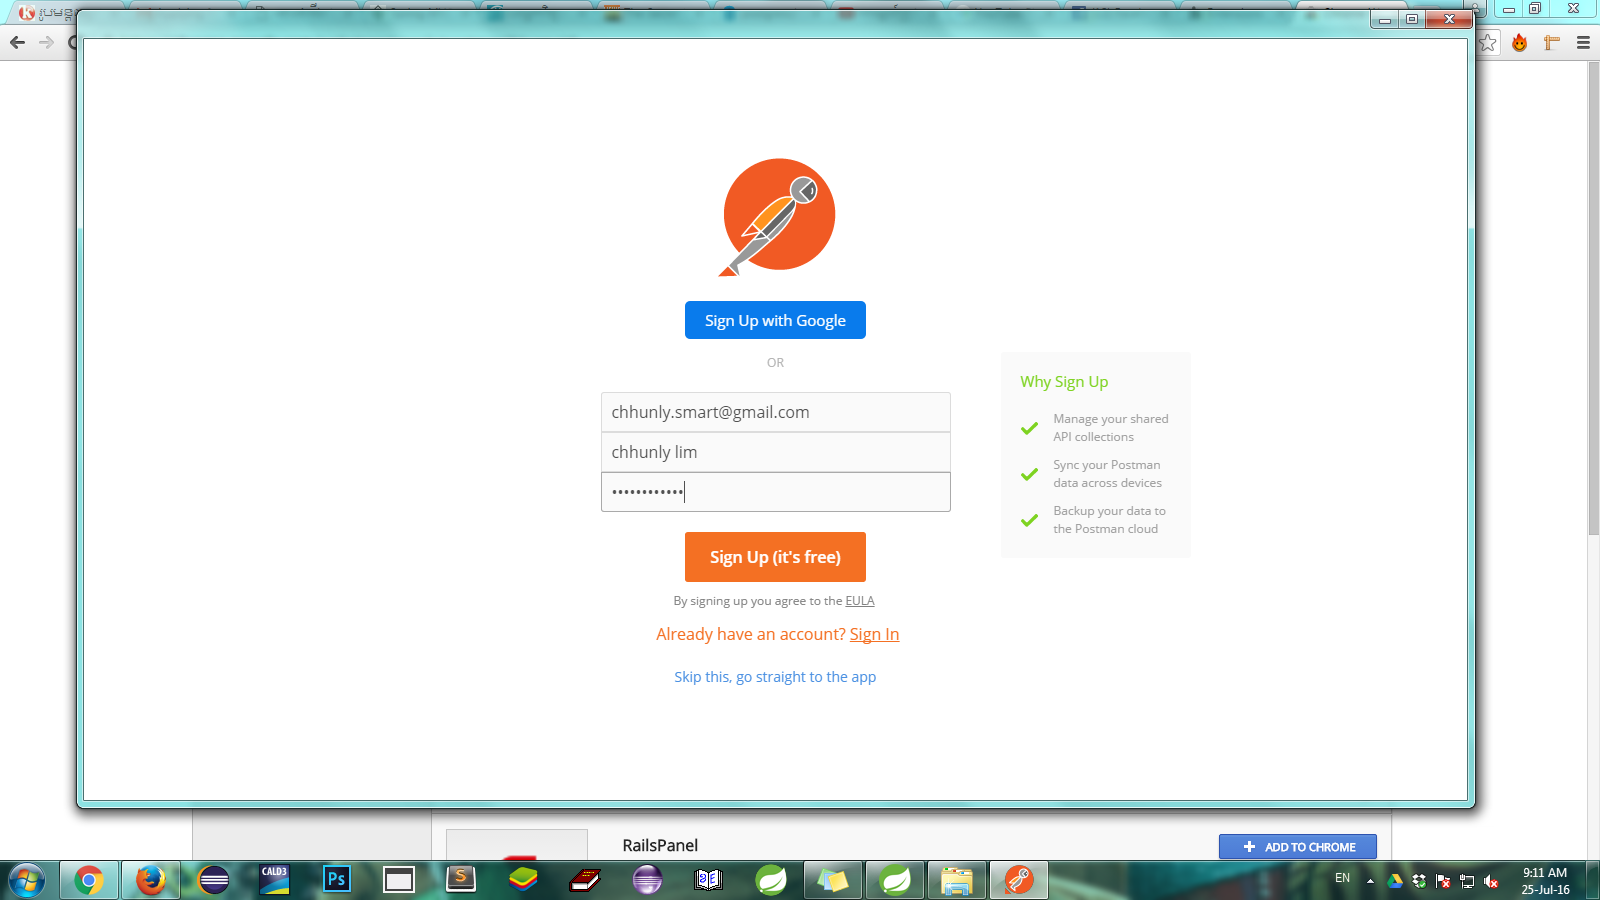 Sign Up with Google
OR
chhunly.smart@gmail.com
chhunly lim
••••••••••••
Sign Up (it's free)
By signing up you agree to the EULA
Already have an account? Sign In
Skip this, go straight to the app
Why Sign Up
Manage your shared
API collections
Sync your Postman
data across devices
Backup your data to
the Postman cloud
RailsPanel
ADD TO CHROME
CALD3
Ps
EN
9:11 AM
25-Jul-16